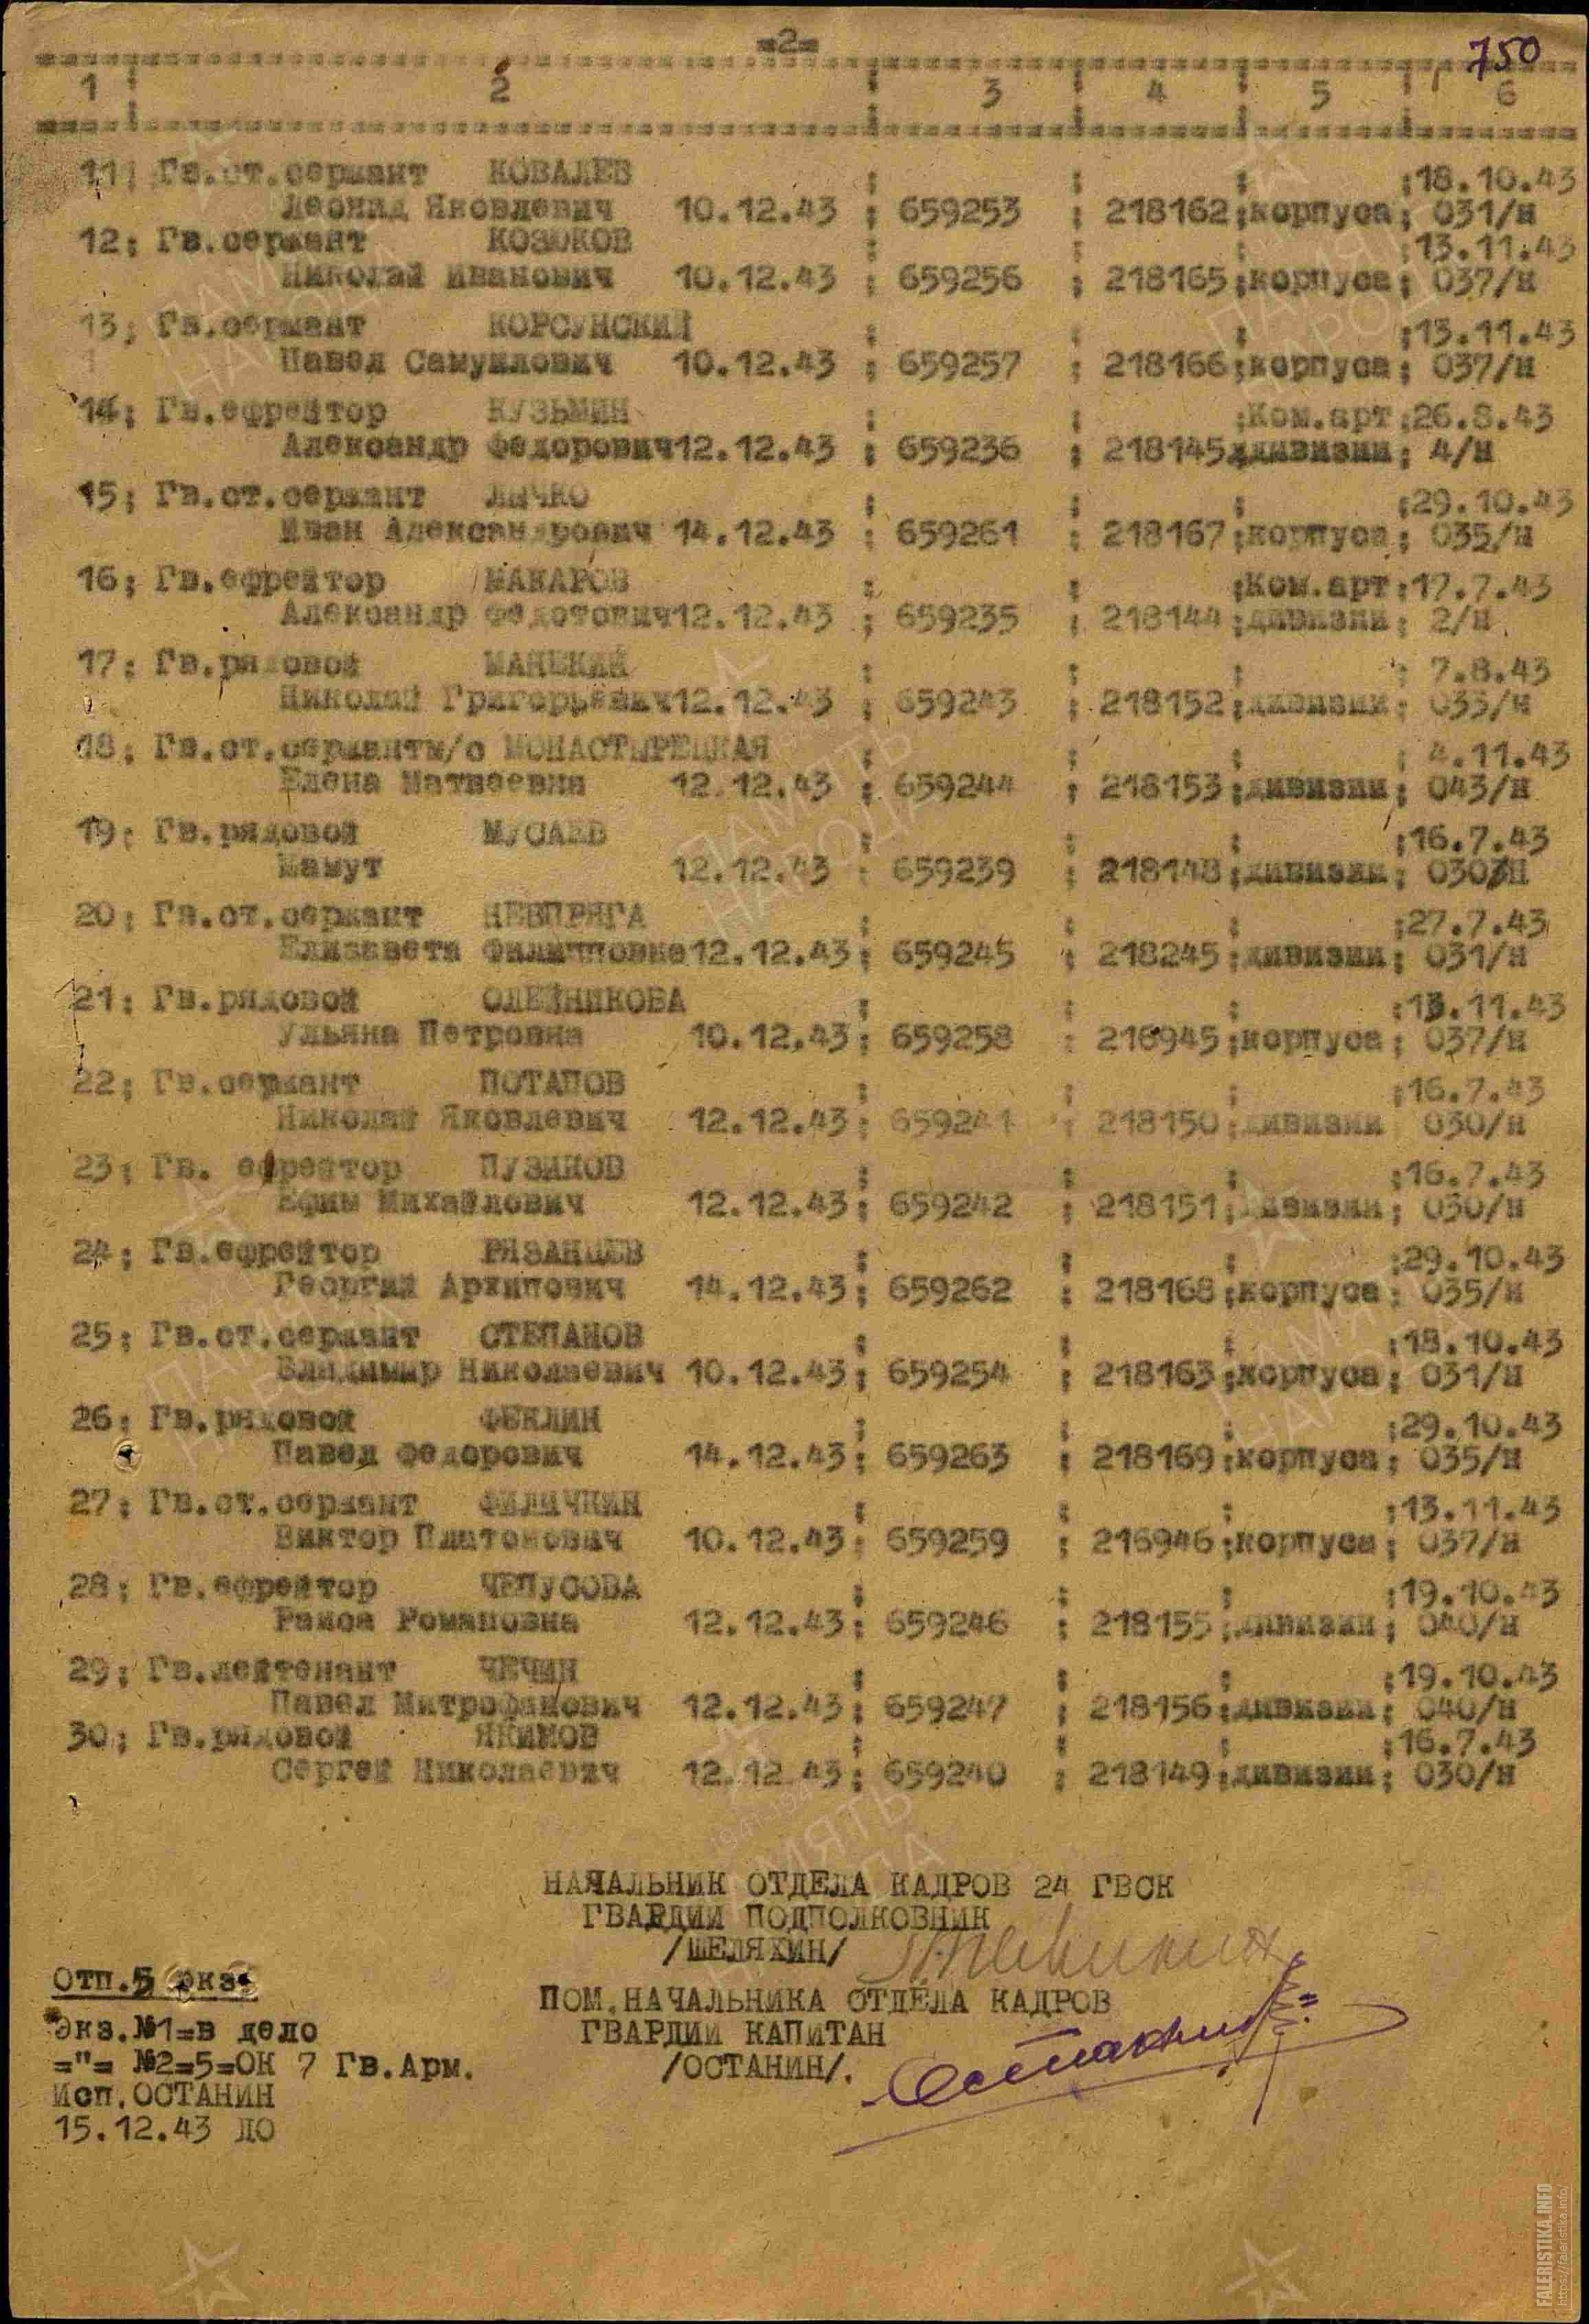 =2=
750
1 2 3 4 5 6
11; Гв.ст.сержант КОВАЛЕВ ;18.10.43
Леонид Яковлевич 10.12.43 ; 659253 ; 218162;корпуса; 031/н
12; Гв.сержант ;13.11.43
Николай Иванович 10.12.43 ; 659256 ; 218165;корпуса; 037/н
13; Гв.сержант КОРСУНСКИЙ ;13.11.43
Павел Самуилович 10.12.43 ; 659257 ; 218166;корпуса; 037/н
14; Гв.ефрейтор КУЗЬМИН ;Ком.арт;26.8.43
Александр Федорович12.12.43 ; 659236 ; 218145 дивизии; 4/н
15; Гв.ст.сержант ЛЫЧКО ;29.10.43
Иван Александрович 14.12.43 ; 659261 ; 218167;корпуса; 035/н
16; Гв.ефрейтор МАКАРОВ ;Ком.арт;17.7.43
Александр Федотович12.12.43 ; 659235 ; 218144;дивизии; 2/н
17; Гв.рядовой МАНЕКИН ; 7.8.43
Николай Григорьевич12.12.43 ; 659243 ; 218152;дивизии; 033/н
18; Гв.ст.сержантм/с МОНАСТЫРЕЦКАЯ ; 4.11.43
Елена Матвеевна 12.12.43 ; 659244 ; 218153;дивизии; 043/н
19; Гв.рядовой МУСАЕВ ;16.7.43
Мамут 12.12.43 ; 659239 ; 218148;дивизии; 030/н
20; Гв.ст.сержант НЕВПРЯГА ;27.7.43
Елизавета Филипповна12.12.43; 659245 ; 218245;дивизии; 031/н
21; Гв.рядовой ОЛЕЙНИКОВА ;13.11.43
Ульяна Петровна 10.12.43; 659258 ; 216945;корпуса; 037/н
22; Гв.сержант ПОТАПОВ ;16.7.43
Николай Яковлевич 12.12.43; 659241 ; 218150;дивизии 030/н
23; Гв. ефрейтор ПУЗИКОВ ;16.7.43
Ефим Михайлович 12.12.43; 659242 ; 218151;дивизии; 030/н
24; Гв.ефрейтор РЯЗАНЦЕВ ;29.10.43
Георгий Архипович 14.12.43; 659262 ; 218168;корпуса; 035/н
25; Гв.ст.сержант СТЕПАНОВ ;18.10.43
Владимир Николаевич 10.12.43; 659254 ; 218163;корпуса; 031/н
26; Гв.рядовой ФЕКЛИН ;29.10.43
Павел Федорович 14.12.43; 659263 ; 218169;корпуса; 035/н
27; Гв.ст.сержант ФИЛИЧКИН ;13.11.43
Виктор Платонович 10.12.43; 659259 ; 216946;корпуса; 037/н
28; Гв.ефрейтор ЧЕПУСОВА ;19.10.43
Раиса Романовна 12.12.43; 659246 ; 218155;дивизии; 040/н
29; Гв.лейтенант ЧЕЧИН ;19.10.43
Павел Митрофанович 12.12.43; 659247 ; 218156;дивизии; 040/н
30; Гв.рядовой ЯКИМОВ ;16.7.43
Сергей Николаевич 12.12.43; 659240 ; 218149;дивизии; 030/н
НАЧАЛЬНИК ОТДЕЛА КАДРОВ 24 ГВСК
ГВАРДИИ ПОДПОЛКОВНИК
/ШЕЛЯХИН/
ПОМ.НАЧАЛЬНИКА ОТДЕЛА КАДРОВ
ГВАРДИИ КАПИТАН
/ОСТАНИН/.
Останин
Отп.5 экз.
Экз.№1=в дело
="= №2=5=ОК 7 Гв.Арм.
Исп.ОСТАНИН
15.12.43 ЛО
ПАМЯТЬ НАРОДА
FALERISTIKA.INFO
https://faleristika.info/